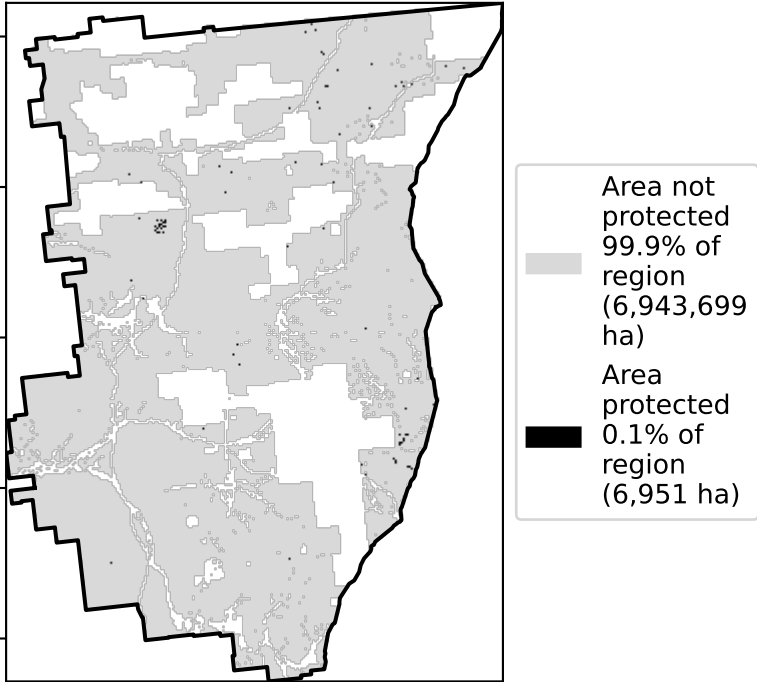 Area not
protected
99.9% of
region
(6,943,699
ha)
Area
protected
0.1% of
region
(6,951 ha)